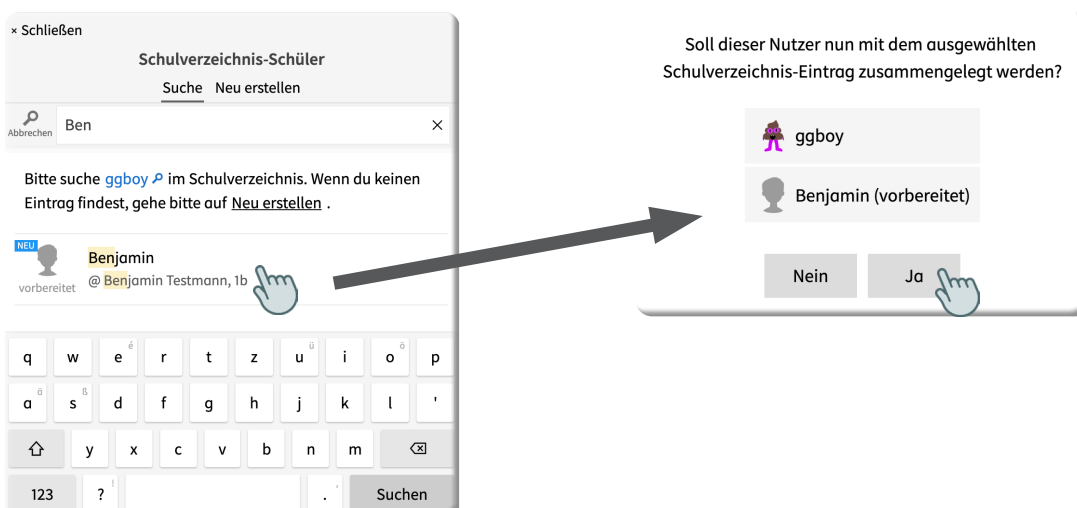 × Schließen
Schulverzeichnis-Schüler
Suche Neu erstellen
Abbrechen
Ben ×
Bitte suche ggboy im Schulverzeichnis. Wenn du keinen
Eintrag findest, gehe bitte auf Neu erstellen .
NEU
vorbereitet
Benjamin
@ Benjamin Testmann, 1b
q w e é r t z u ü i o ö p
a ä s ß d f g h j k l '
y x c v b n m
123 ? ! . ' Suchen
Soll dieser Nutzer nun mit dem ausgewählten
Schulverzeichnis-Eintrag zusammengelegt werden?
ggboy
Benjamin (vorbereitet)
Nein Ja